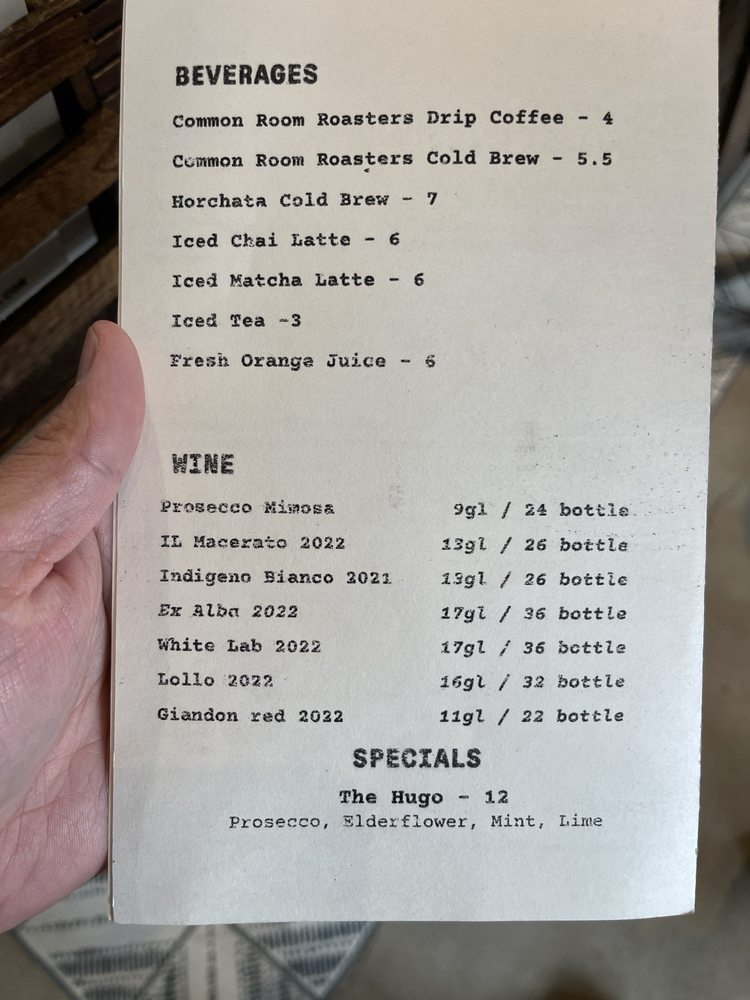 BEVERAGES
Common Room Roasters Drip Coffee - 4
Common Room Roasters Cold Brew - 5.5
Horchata Cold Brew - 7
Iced Chai Latte - 6
Iced Matcha Latte - 6
Iced Tea -3
Fresh Orange Juice - 6
WINE
Prosecco Mimosa 9gl / 24 bottle
IL Macerato 2022 13gl / 26 bottle
Indigeno Bianco 2021 13gl / 26 bottle
Ex Alba 2022 17gl / 36 bottle
White Lab 2022 17gl / 36 bottle
Lollo 2022 16gl / 32 bottle
Giandon red 2022 11gl / 22 bottle
SPECIALS
The Hugo - 12
Prosecco, Elderflower, Mint, Lime